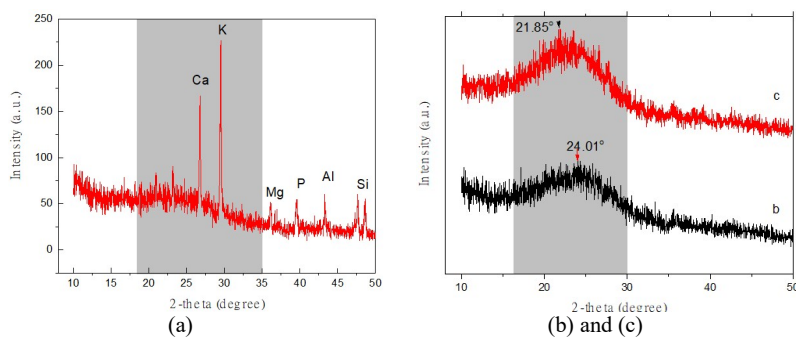 250
200
150
100
50
0
Intensity (a.u.)
K
Ca
Mg
P
Al
Si
10 15 20 25 30 35 40 45 50
2-theta (degree)
(a)
Intensity (a.u.)
21.85°
c
24.01°
b
10 20 30 40 50
2-theta (degree)
(b) and (c)